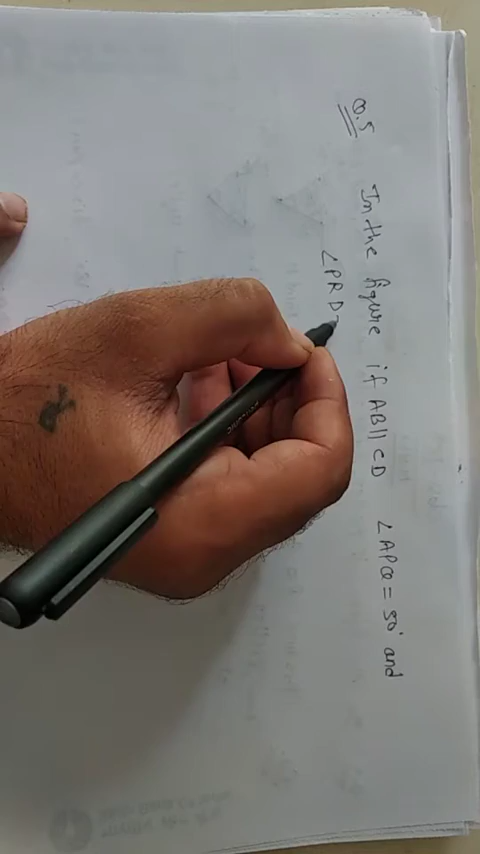 Q.5 In the figure if AB||CD ∠APQ = 50° and
∠PRD=